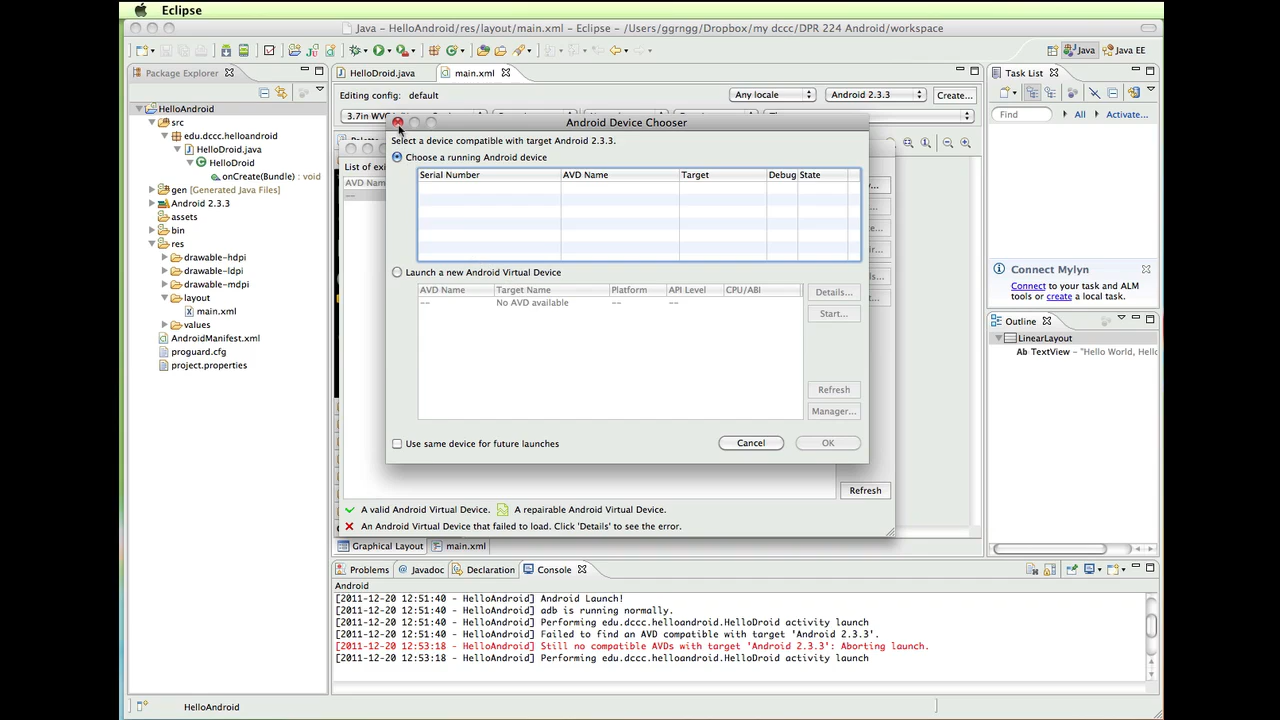 Eclipse
Java - HelloAndroid/res/layout/main.xml - Eclipse - /Users/ggrngg/Dropbox/my dccc/DPR 224 Android/workspace
Java
Java EE
Package Explorer
HelloAndroid
src
edu.dccc.helloandroid
HelloDroid.java
HelloDroid
onCreate(Bundle) : void
gen [Generated Java Files]
Android 2.3.3
assets
bin
res
drawable-hdpi
drawable-ldpi
drawable-mdpi
layout
main.xml
values
AndroidManifest.xml
proguard.cfg
project.properties
HelloDroid.java
main.xml
Editing config: default
Any locale
Android 2.3.3
Create...
Android Device Chooser
Select a device compatible with target Android 2.3.3.
Choose a running Android device
Serial Number
AVD Name
Target
Debug
State
Launch a new Android Virtual Device
AVD Name
Target Name
Platform
API Level
CPU/ABI
--
No AVD available
--
--
Details...
Start...
Refresh
Manager...
Use same device for future launches
Cancel
OK
List of exi
AVD Nam
--
Refresh
A valid Android Virtual Device.
A repairable Android Virtual Device.
An Android Virtual Device that failed to load. Click 'Details' to see the error.
Graphical Layout
main.xml
Task List
Find
All
Activate...
Connect Mylyn
Connect to your task and ALM
tools or create a local task.
Outline
LinearLayout
Ab TextView - "Hello World, Hello
Problems
Javadoc
Declaration
Console
Android
[2011-12-20 12:51:40 - HelloAndroid] Android Launch!
[2011-12-20 12:51:40 - HelloAndroid] adb is running normally.
[2011-12-20 12:51:40 - HelloAndroid] Performing edu.dccc.helloandroid.HelloDroid activity launch
[2011-12-20 12:51:40 - HelloAndroid] Failed to find an AVD compatible with target 'Android 2.3.3'.
[2011-12-20 12:53:18 - HelloAndroid] Still no compatible AVDs with target 'Android 2.3.3': Aborting launch.
[2011-12-20 12:53:18 - HelloAndroid] Performing edu.dccc.helloandroid.HelloDroid activity launch
HelloAndroid